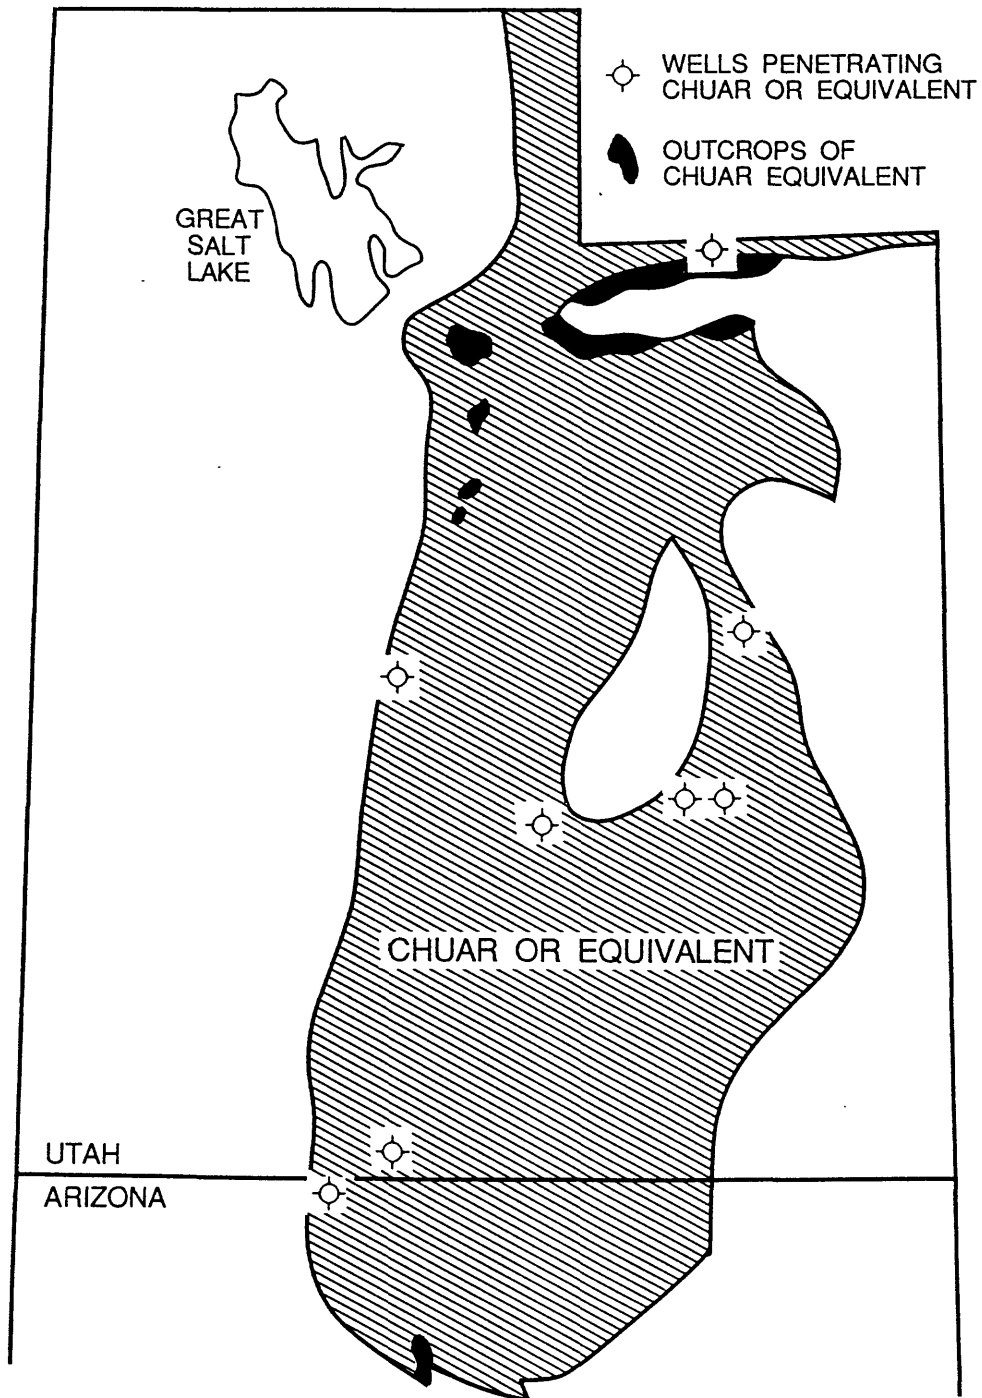 WELLS PENETRATING
CHUAR OR EQUIVALENT
OUTCROPS OF
CHUAR EQUIVALENT
GREAT
SALT
LAKE
CHUAR OR EQUIVALENT
UTAH
ARIZONA